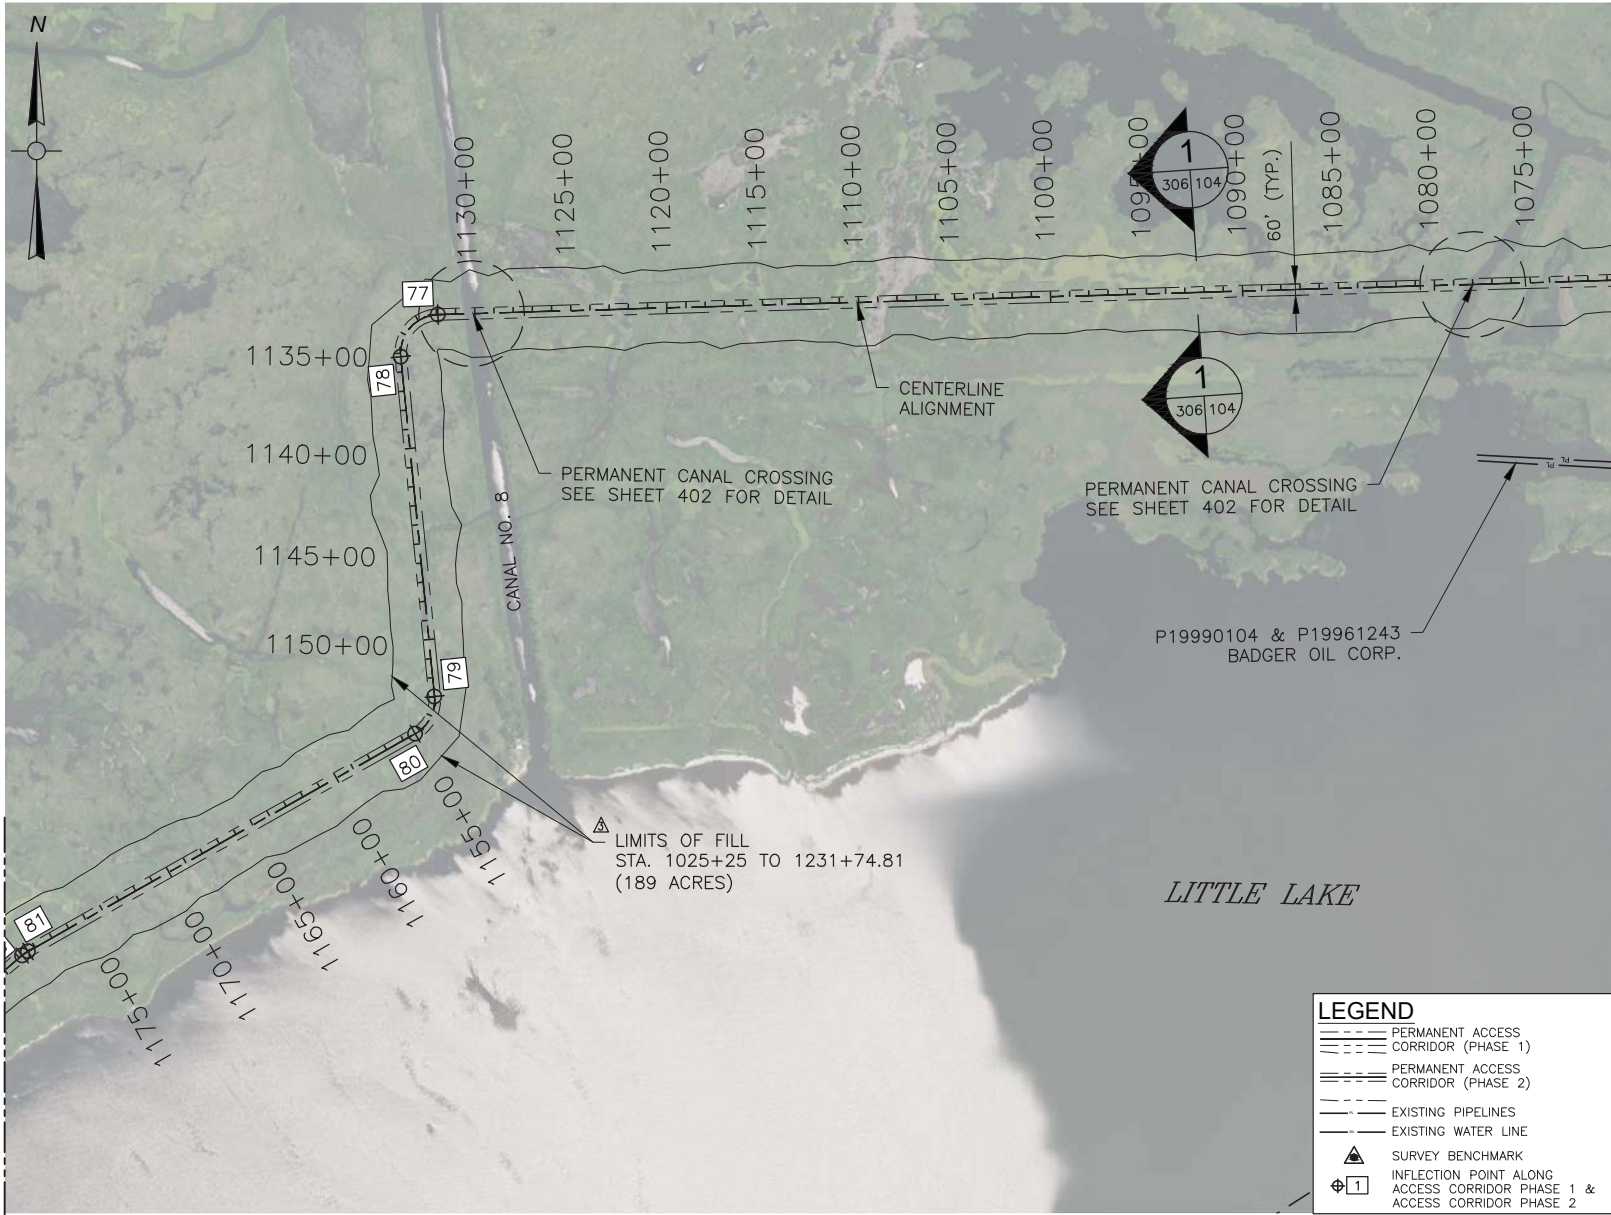 N
1130+00
1125+00
1120+00
1115+00
1110+00
1105+00
1100+00
1095+00
1
306 104
1090+00
60' (TYP.)
1085+00
1080+00
1075+00
77
1135+00
78
CENTERLINE
ALIGNMENT
1
306 104
1140+00
PERMANENT CANAL CROSSING
SEE SHEET 402 FOR DETAIL
PERMANENT CANAL CROSSING
SEE SHEET 402 FOR DETAIL
PL
PL
CANAL NO. 8
1145+00
1150+00
79
P19990104 & P19961243
BADGER OIL CORP.
80
1155+00
1160+00
1165+00
1170+00
1175+00
81
3
LIMITS OF FILL
STA. 1025+25 TO 1231+74.81
(189 ACRES)
LITTLE LAKE
LEGEND
PERMANENT ACCESS
CORRIDOR (PHASE 1)
PERMANENT ACCESS
CORRIDOR (PHASE 2)
EXISTING PIPELINES
EXISTING WATER LINE
SURVEY BENCHMARK
1
INFLECTION POINT ALONG
ACCESS CORRIDOR PHASE 1 &
ACCESS CORRIDOR PHASE 2